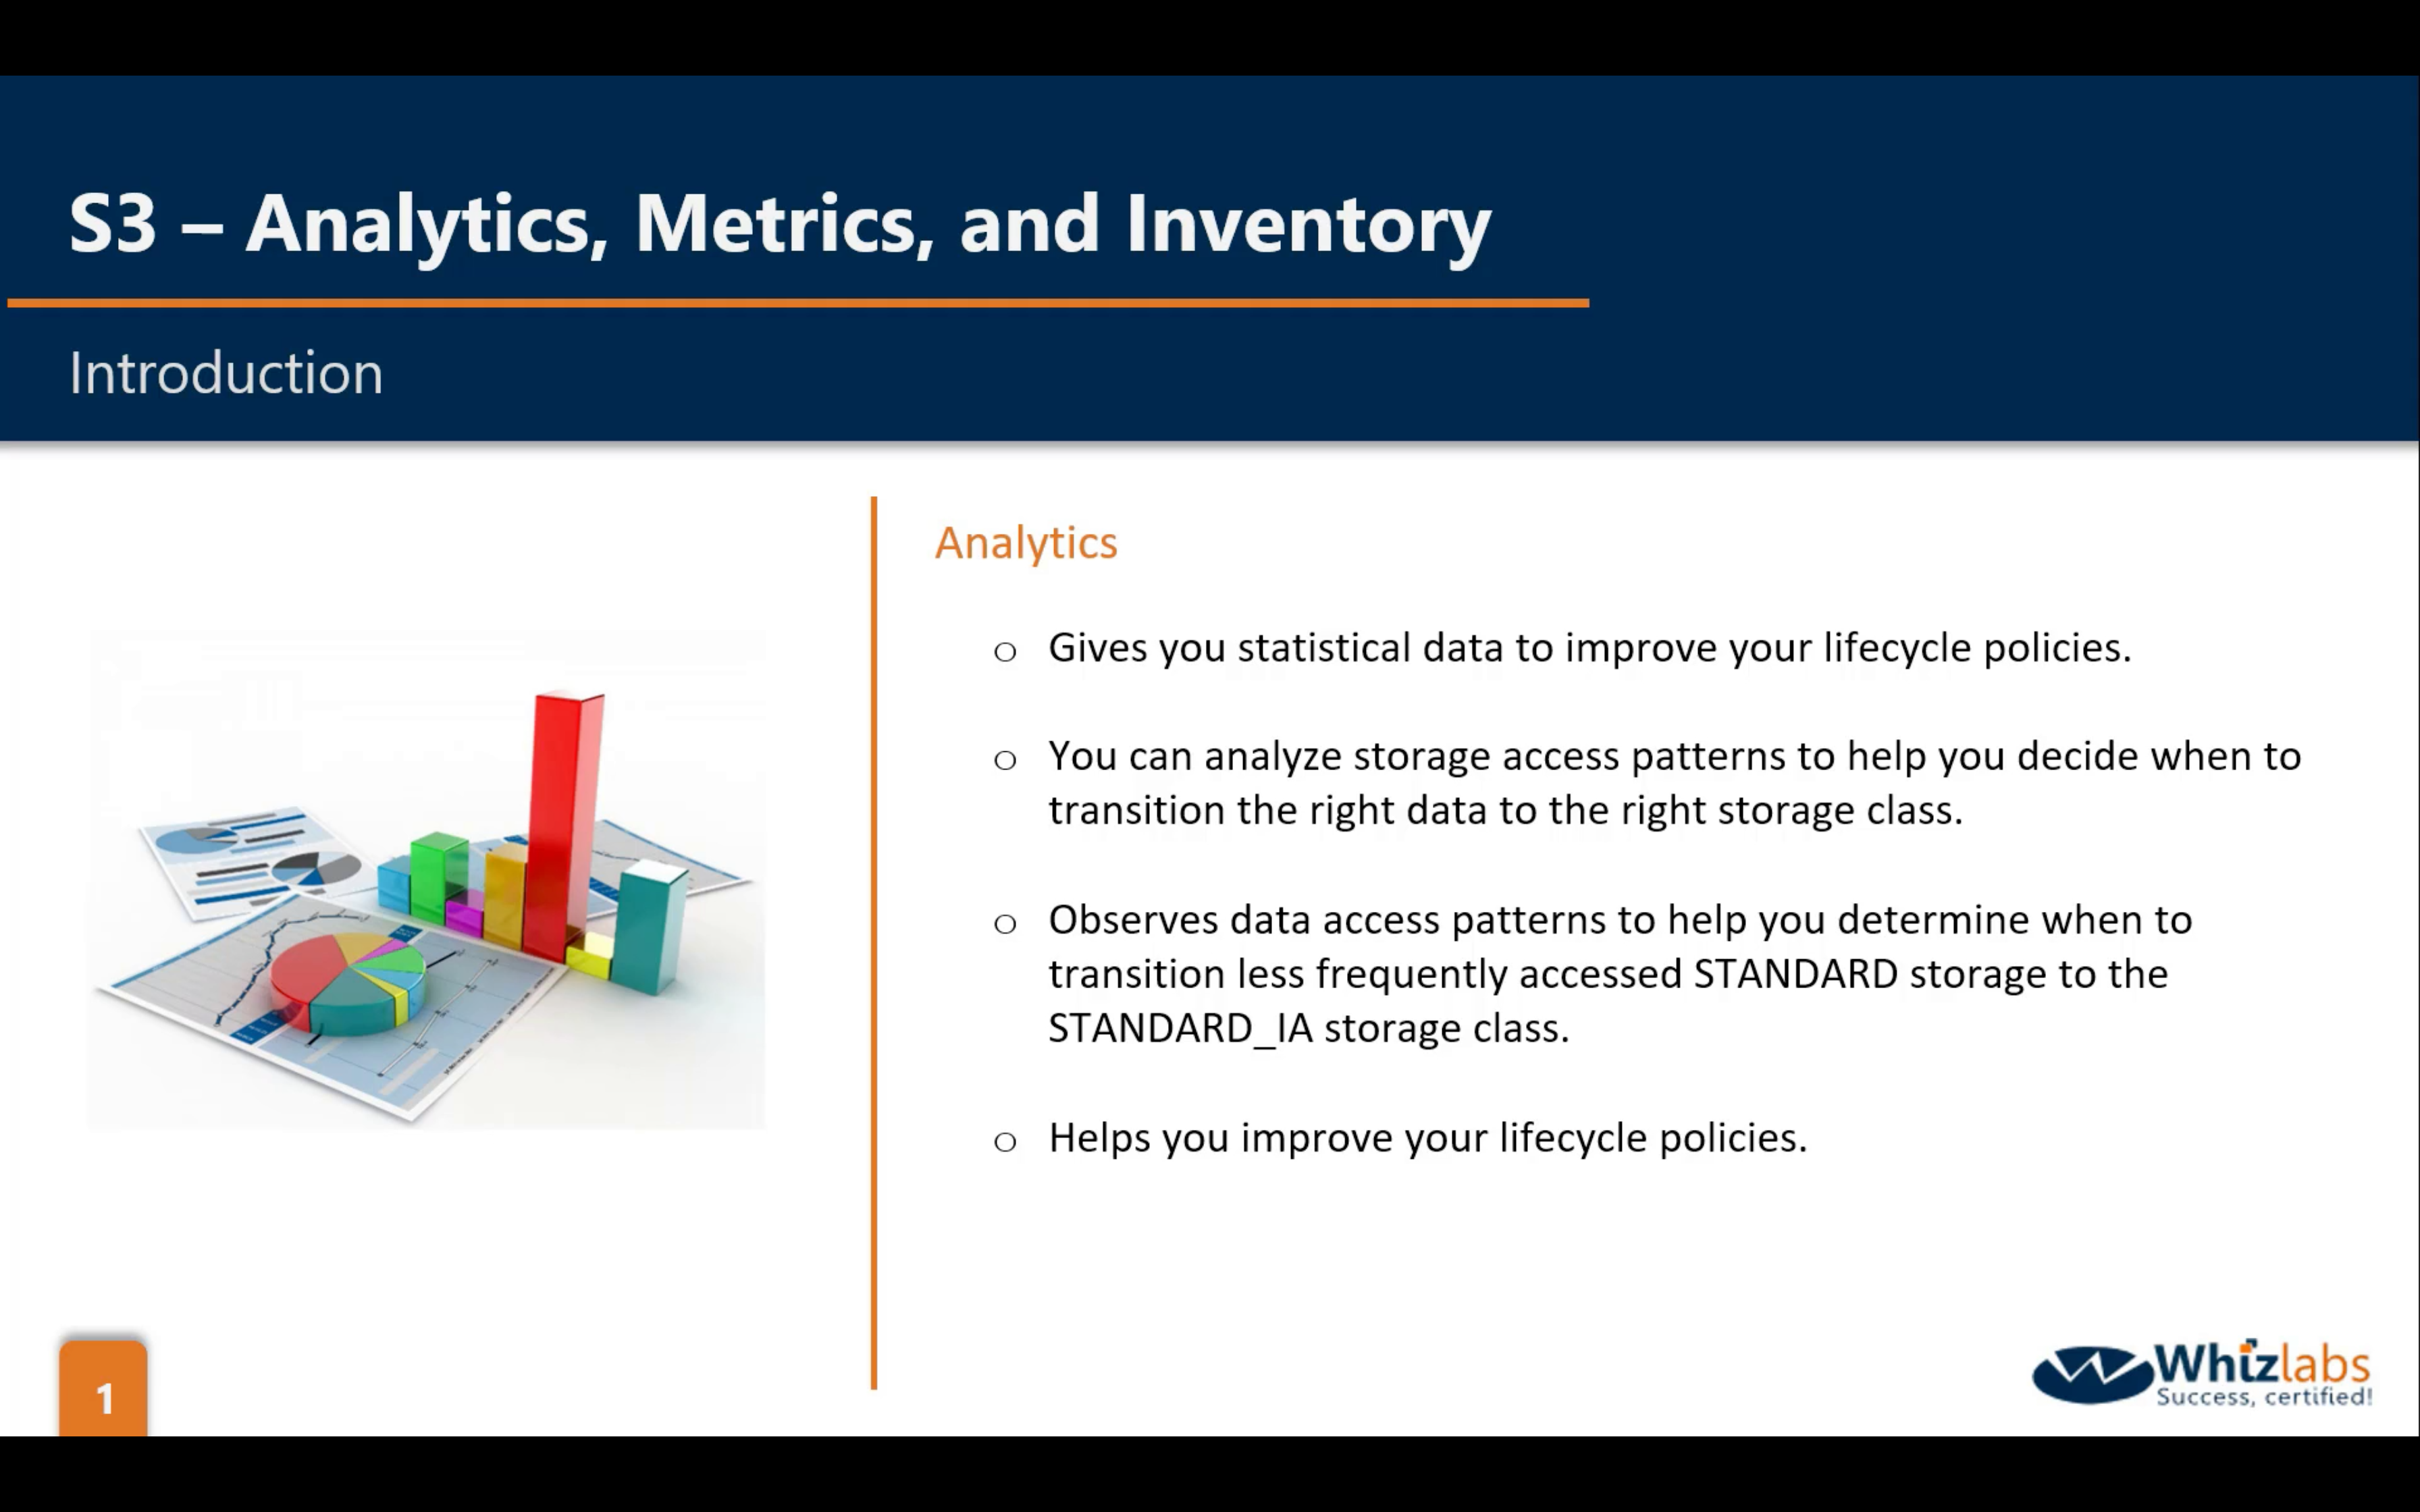 S3 – Analytics, Metrics, and Inventory
Introduction
Analytics
o Gives you statistical data to improve your lifecycle policies.
o You can analyze storage access patterns to help you decide when to
transition the right data to the right storage class.
o Observes data access patterns to help you determine when to
transition less frequently accessed STANDARD storage to the
STANDARD_IA storage class.
o Helps you improve your lifecycle policies.
1
Whizlabs
Success, certified!